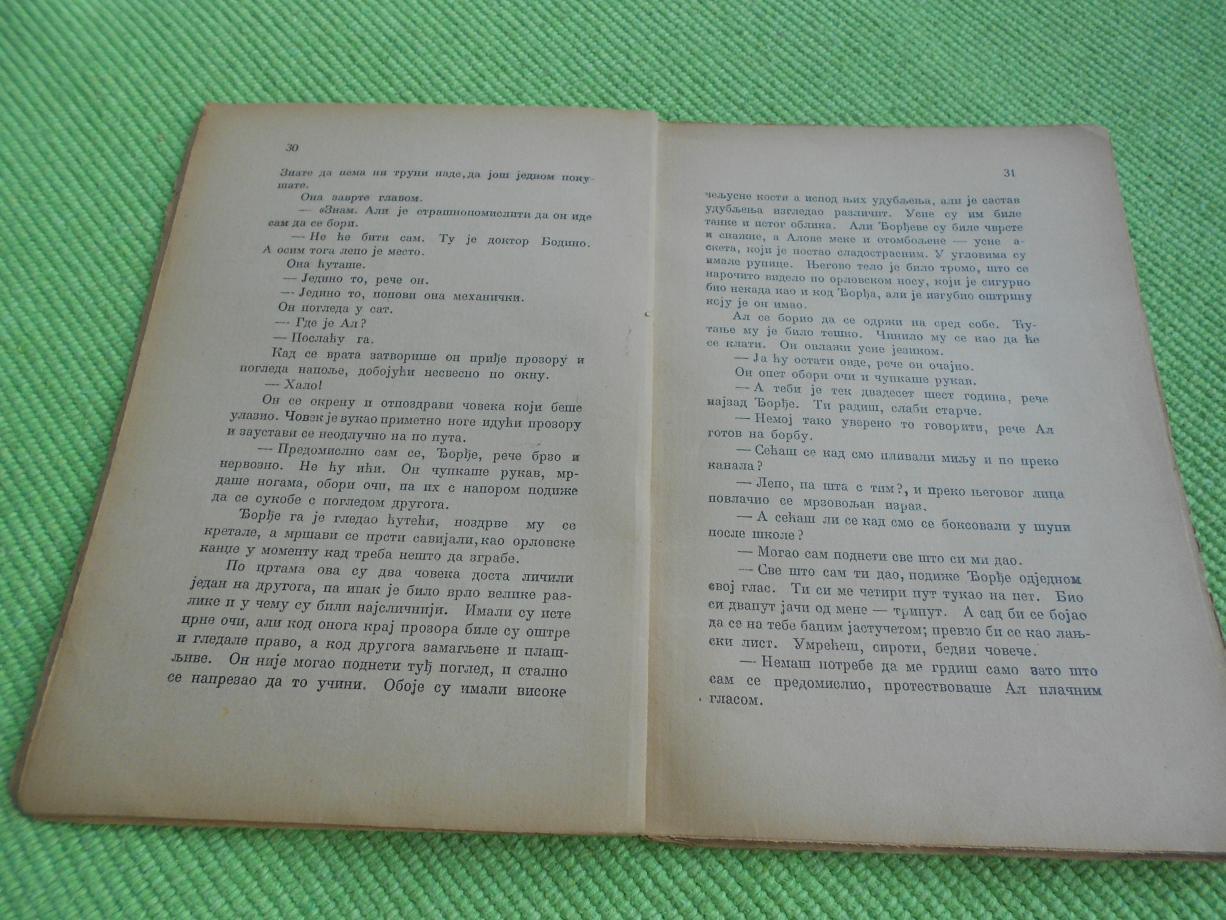 30
Знате да нема ни труни наде,да још једном поку-
шате.
Она заврте главом.
— «Знам. Али је страшнопомислити да он иде
сам да се бори.
— Не ће бити сам. Ту је доктор Бодино.
А осим тога лепо је место.
Она ћуташе.
— Једино то, рече он.
— Једино то, понови она механички.
Он погледа у сат.
— Где је Ал?
— Послаћу га.
Кад се врата затворише он приђе прозору и
погледа напоље, добојући несвесно по окну.
— Хало!
Он се окрену и отпоздрави човека који беше
улазио. Човек је вукао приметно ноге идући прозору
и заустави се неодлучно на по пута.
— Предомислио сам се, Ђорђе, рече брзо и
нервозно. Не ћу ићи. Он чупкаше рукав, мр-
даше ногама, обори очи, па их с напором подиже
да се сукобе с погледом другога.
Ђорђе га је гледао ћутећи, ноздрве му се
кретале, а мршави се прсти савијали,као орловске
канџе у моменту кад треба нешто да зграбе.
По цртама ова су два човека доста личили
један на другога, па ипак је било врло велике раз-
лике и у чему су били најсличнији. Имали су исте
црне очи, али код онога крај прозора биле су оштре
и гледале право, а код другога замагљене и плаш-
љиве. Он није могао поднети туђ поглед, и стално
се напрезао да то учини. Обоје су имали високе
31
чељусне кости а испод њих удубљења, али је састав
удубљења изгледао различит. Усне су им биле
танке и истог облика. Али Ђорђеве су биле чврсте
и снажне, а Алове меке и отомбољене — усне а-
скета, који је постао сладострасним. У угловима су
имале рупице. Његово тело је било тромо, што се
нарочито видело по орловском носу, који је сигурно
био некада као и код Ђорђа, али је изгубио оштрину
коју је он имао.
Ал се борио да се одржи на сред собе. Ћу-
тање му је било тешко. Чинило му се као да ће
се клати. Он овлажи усне језиком.
— Ја ћу остати овде, рече он очајно.
Он опет обори очи и чупкаше рукав.
— А теби је тек двадесет шест година, рече
најзад Ђорђе. Ти радиш, слаби старче.
— Немој тако уверено то говорити, рече Ал
готов на борбу.
— Сећаш се кад смо пливали миљу и по преко
канала?
— Лепо, па шта с тим?, и преко његовог лица
повлачио се мрзовољан израз.
— А сећаш ли се кад смо се боксовали у шупи
после школе?
— Могао сам поднети све што си ми дао.
— Све што сам ти дао, подиже Ђорђе одједном
свој глас. Ти си ме четири пут тукао на пет. Био
си двапут јачи од мене — трипут. А сад би се бојао
да се на тебе бацим јастучетом; превио би се као лањ-
ски лист. Умрећеш, сироти, бедни човече.
— Немаш потребе да ме грдиш само зато што
сам се предомислио, протествоваше Ал плачним
гласом.